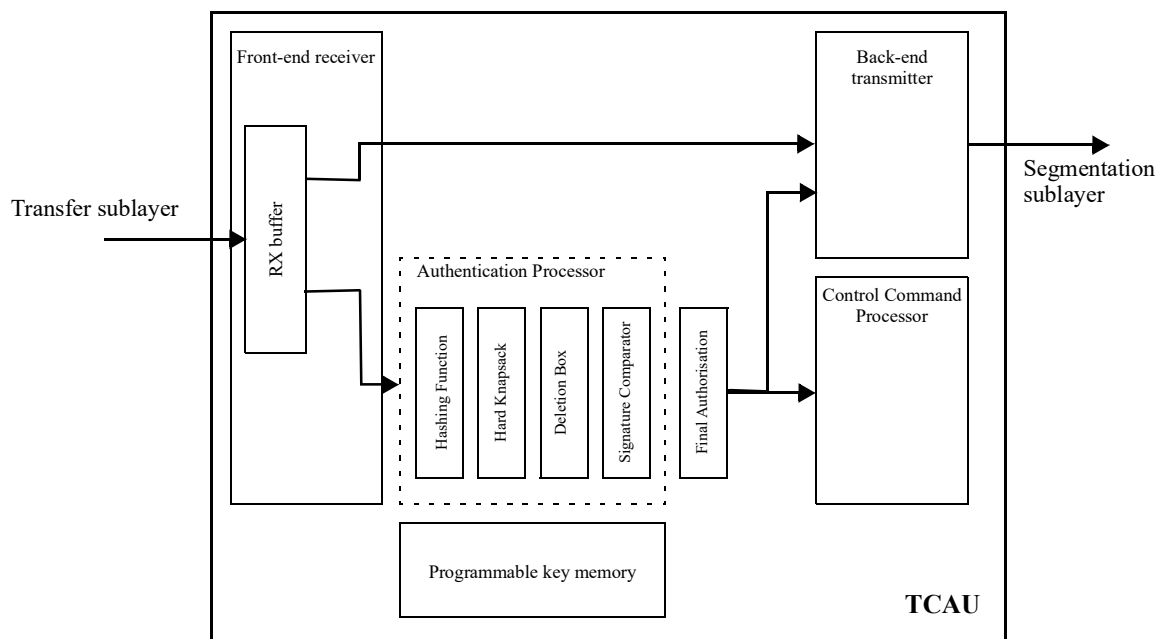 Front-end receiver
Back-end
transmitter
RX buffer
Transfer sublayer
Segmentation
sublayer
Authentication Processor
Hashing Function
Hard Knapsack
Deletion Box
Signature Comparator
Final Authorisation
Control Command
Processor
Programmable key memory
TCAU